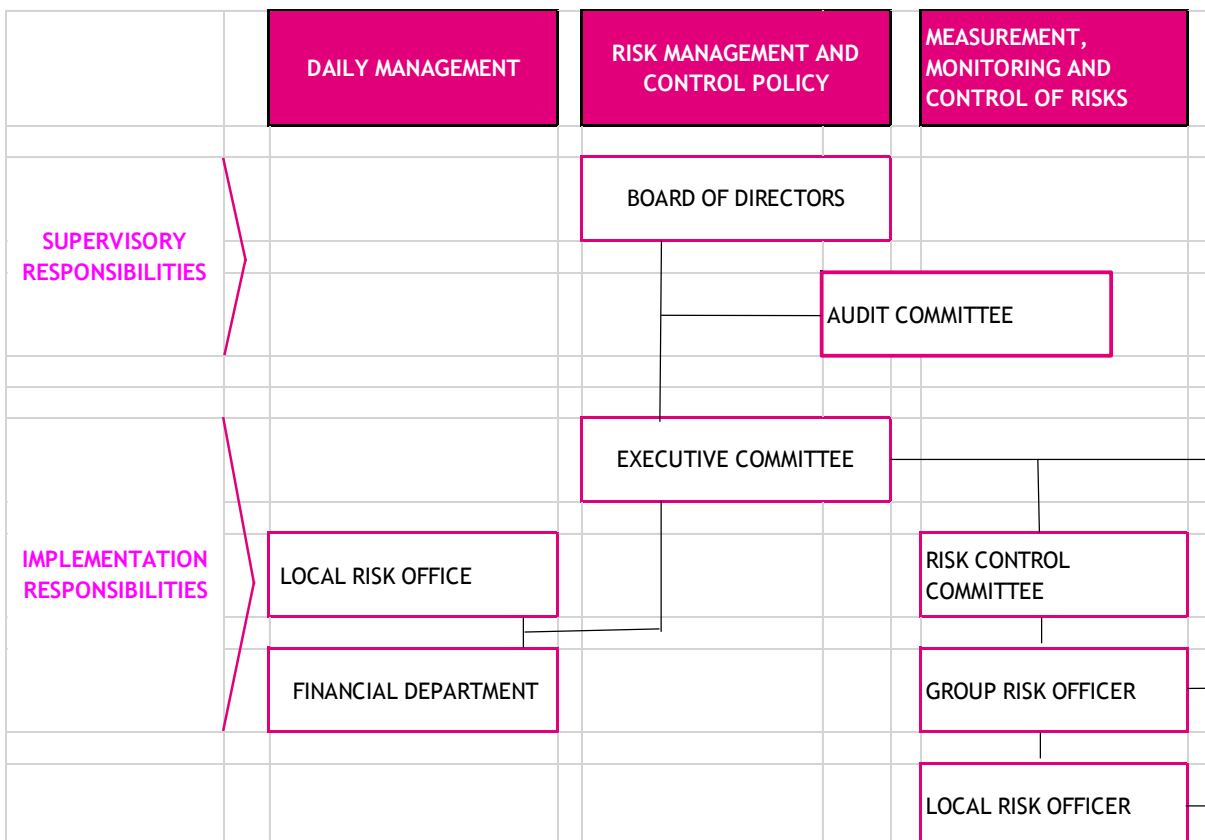 DAILY MANAGEMENT
RISK MANAGEMENT AND
CONTROL POLICY
MEASUREMENT,
MONITORING AND
CONTROL OF RISKS
BOARD OF DIRECTORS
SUPERVISORY
RESPONSIBILITIES
AUDIT COMMITTEE
EXECUTIVE COMMITTEE
IMPLEMENTATION
RESPONSIBILITIES
LOCAL RISK OFFICE
RISK CONTROL
COMMITTEE
FINANCIAL DEPARTMENT
GROUP RISK OFFICER
LOCAL RISK OFFICER